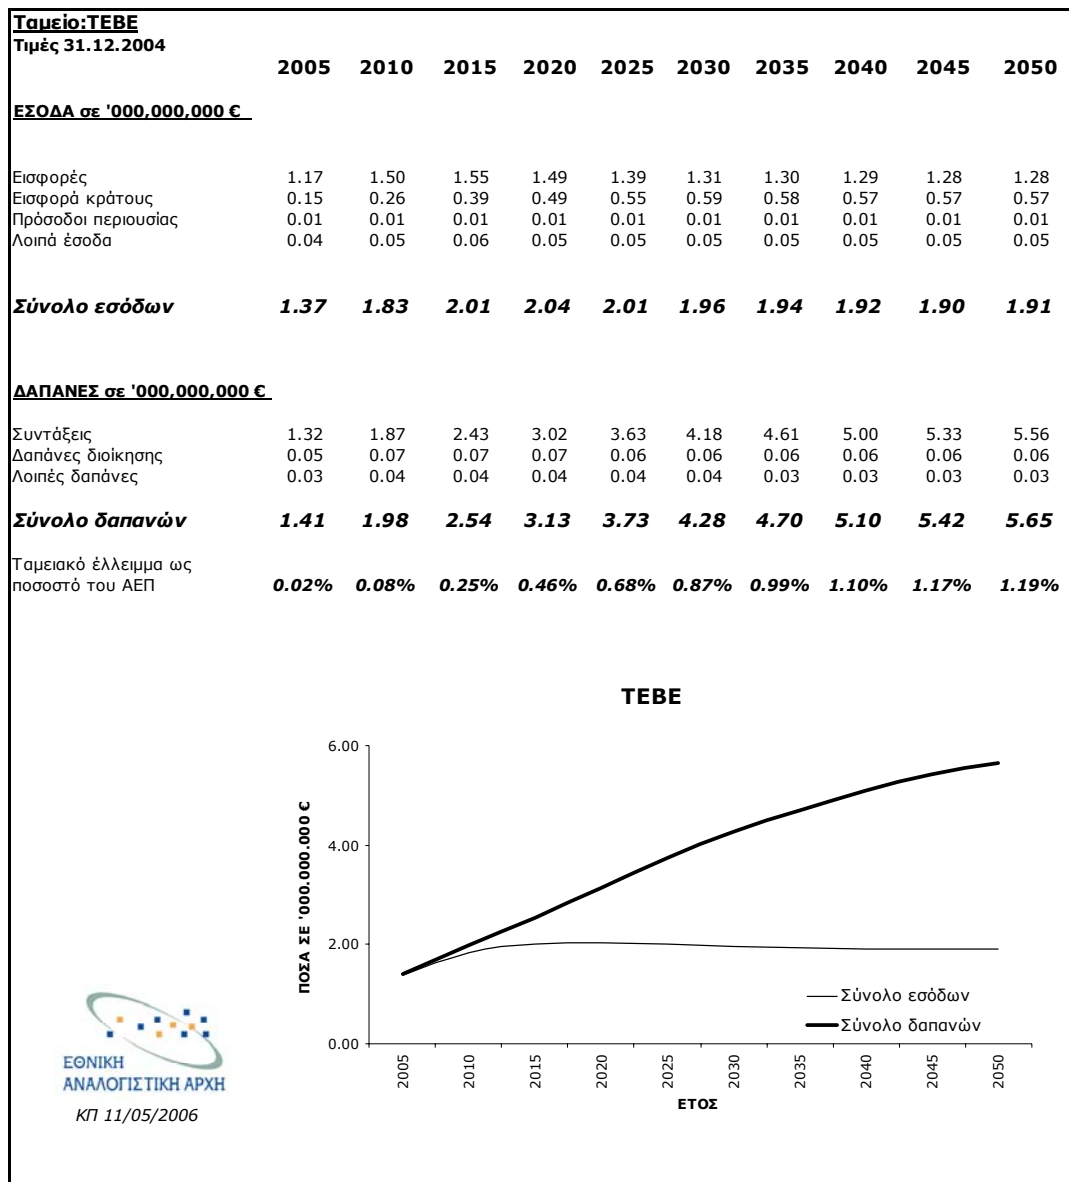 Ταμείο:ΤΕΒΕ
Τιμές 31.12.2004
2005 2010 2015 2020 2025 2030 2035 2040 2045 2050
ΕΣΟΔΑ σε '000,000,000 €
Εισφορές 1.17 1.50 1.55 1.49 1.39 1.31 1.30 1.29 1.28 1.28
Εισφορά κράτους 0.15 0.26 0.39 0.49 0.55 0.59 0.58 0.57 0.57 0.57
Πρόσοδοι περιουσίας 0.01 0.01 0.01 0.01 0.01 0.01 0.01 0.01 0.01 0.01
Λοιπά έσοδα 0.04 0.05 0.06 0.05 0.05 0.05 0.05 0.05 0.05 0.05
Σύνολο εσόδων 1.37 1.83 2.01 2.04 2.01 1.96 1.94 1.92 1.90 1.91
ΔΑΠΑΝΕΣ σε '000,000,000 €
Συντάξεις 1.32 1.87 2.43 3.02 3.63 4.18 4.61 5.00 5.33 5.56
Δαπάνες διοίκησης 0.05 0.07 0.07 0.07 0.06 0.06 0.06 0.06 0.06 0.06
Λοιπές δαπάνες 0.03 0.04 0.04 0.04 0.04 0.04 0.03 0.03 0.03 0.03
Σύνολο δαπανών 1.41 1.98 2.54 3.13 3.73 4.28 4.70 5.10 5.42 5.65
Ταμειακό έλλειμμα ως
ποσοστό του ΑΕΠ 0.02% 0.08% 0.25% 0.46% 0.68% 0.87% 0.99% 1.10% 1.17% 1.19%
ΤΕΒΕ
6.00
4.00
2.00
0.00
ΠΟΣΑ ΣΕ '000.000.000 €
Σύνολο εσόδων
Σύνολο δαπανών
2005 2010 2015 2020 2025 2030 2035 2040 2045 2050
ΕΤΟΣ
ΕΘΝΙΚΗ
ΑΝΑΛΟΓΙΣΤΙΚΗ ΑΡΧΗ
ΚΠ 11/05/2006